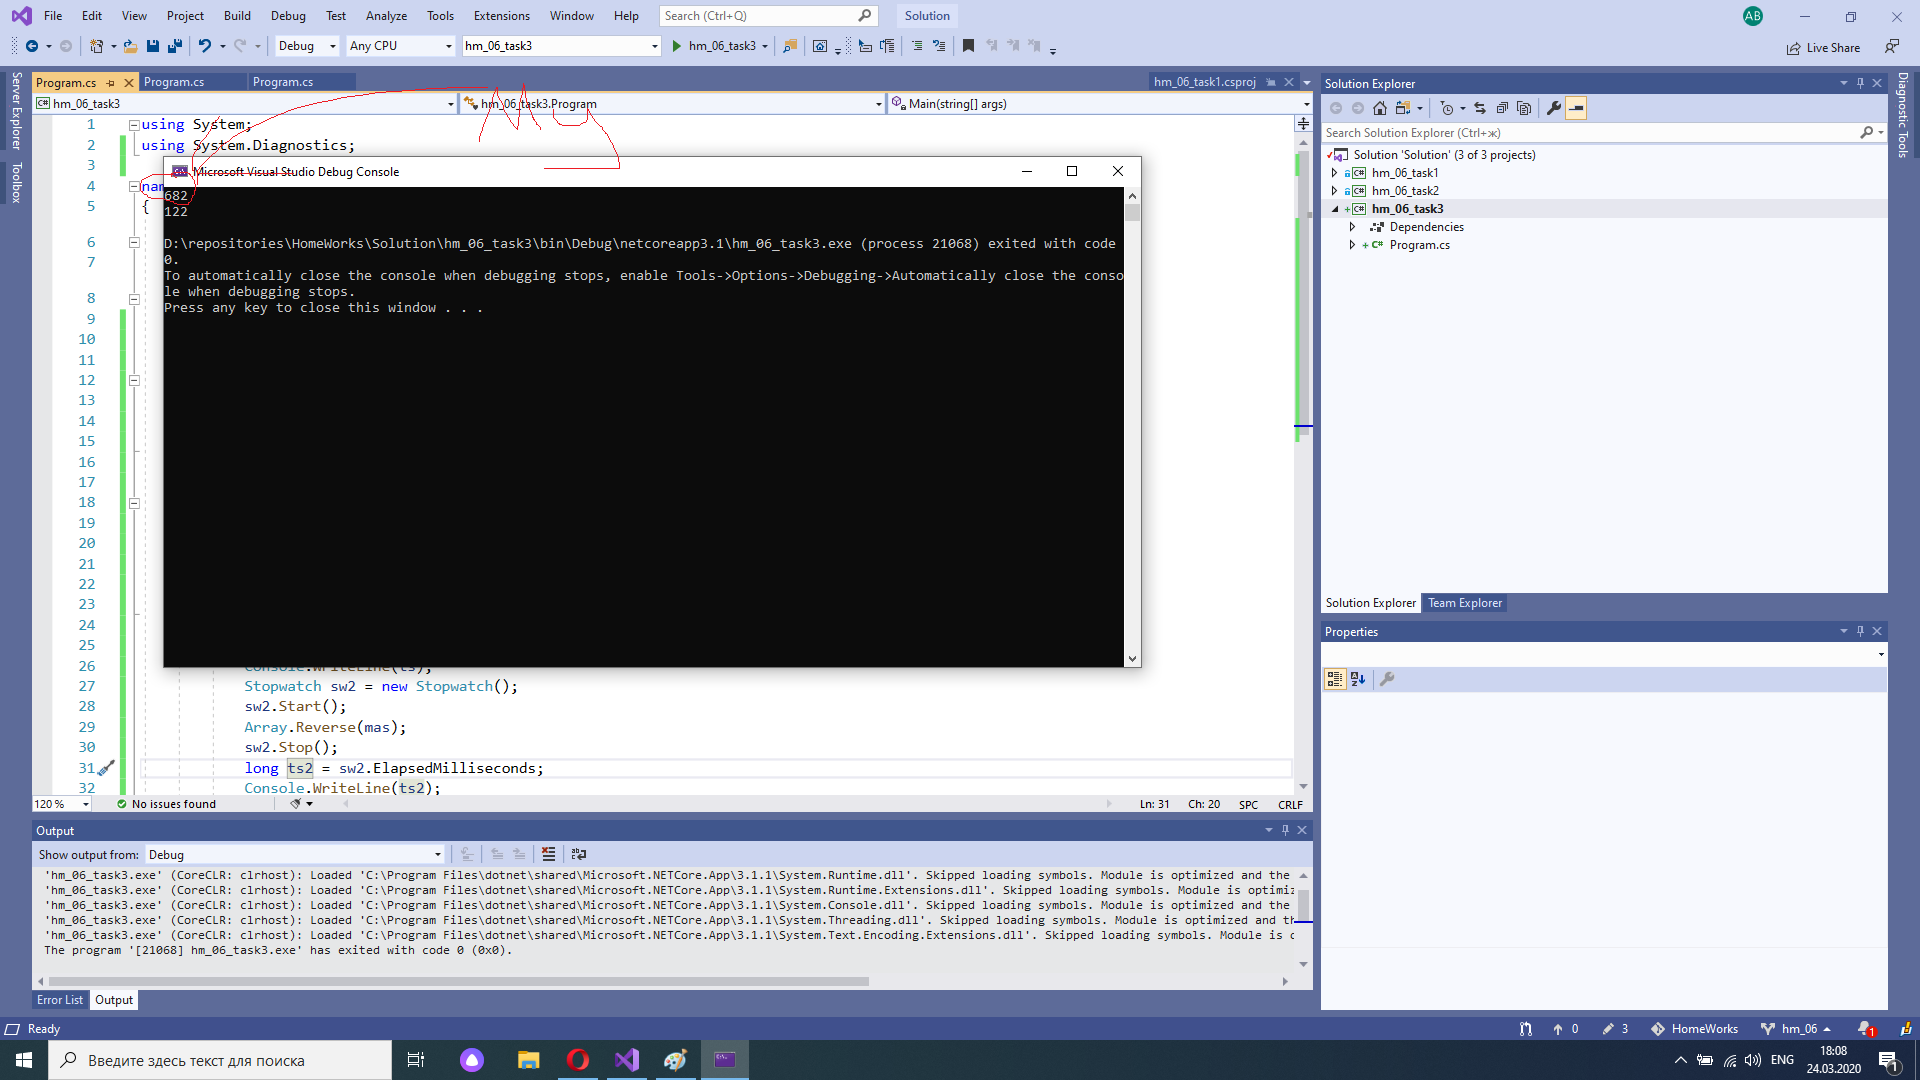 File Edit View Project Build Debug Test Analyze Tools Extensions Window Help Search (Ctrl+Q) Solution AB
Debug Any CPU hm_06_task3 hm_06_task3 Live Share
Server Explorer
Toolbox
Program.cs Program.cs Program.cs hm_06_task1.csproj
hm_06_task3 hm_06_task3.Program Main(string[] args)
1 using System;
2 using System.Diagnostics;
3
4 nam
5 {
6
7
8
9
10
11
12
13
14
15
16
17
18
19
20
21
22
23
24
25
26 Console.WriteLine(ts);
27 Stopwatch sw2 = new Stopwatch();
28 sw2.Start();
29 Array.Reverse(mas);
30 sw2.Stop();
31 long ts2 = sw2.ElapsedMilliseconds;
32 Console.WriteLine(ts2);
Microsoft Visual Studio Debug Console
682
122
D:\repositories\HomeWorks\Solution\hm_06_task3\bin\Debug\netcoreapp3.1\hm_06_task3.exe (process 21068) exited with code
0.
To automatically close the console when debugging stops, enable Tools->Options->Debugging->Automatically close the conso
le when debugging stops.
Press any key to close this window . . .
120 % No issues found Ln: 31 Ch: 20 SPC CRLF
Output
Show output from: Debug
'hm_06_task3.exe' (CoreCLR: clrhost): Loaded 'C:\Program Files\dotnet\shared\Microsoft.NETCore.App\3.1.1\System.Runtime.dll'. Skipped loading symbols. Module is optimized and the
'hm_06_task3.exe' (CoreCLR: clrhost): Loaded 'C:\Program Files\dotnet\shared\Microsoft.NETCore.App\3.1.1\System.Runtime.Extensions.dll'. Skipped loading symbols. Module is optimiz
'hm_06_task3.exe' (CoreCLR: clrhost): Loaded 'C:\Program Files\dotnet\shared\Microsoft.NETCore.App\3.1.1\System.Console.dll'. Skipped loading symbols. Module is optimized and the
'hm_06_task3.exe' (CoreCLR: clrhost): Loaded 'C:\Program Files\dotnet\shared\Microsoft.NETCore.App\3.1.1\System.Threading.dll'. Skipped loading symbols. Module is optimized and th
'hm_06_task3.exe' (CoreCLR: clrhost): Loaded 'C:\Program Files\dotnet\shared\Microsoft.NETCore.App\3.1.1\System.Text.Encoding.Extensions.dll'. Skipped loading symbols. Module is c
The program '[21068] hm_06_task3.exe' has exited with code 0 (0x0).
Error List Output
Solution Explorer
Search Solution Explorer (Ctrl+ж)
Solution 'Solution' (3 of 3 projects)
hm_06_task1
hm_06_task2
hm_06_task3
Dependencies
Program.cs
Solution Explorer Team Explorer
Properties
Diagnostic Tools
Ready 0 3 HomeWorks hm_06 1
Введите здесь текст для поиска ENG 18:08
24.03.2020 1